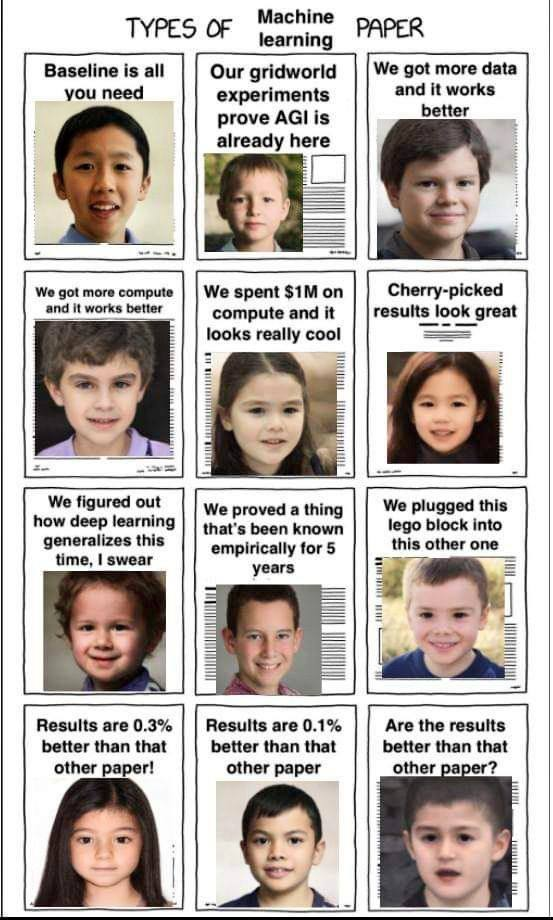 TYPES OF Machine learning PAPER
Baseline is all
you need
Our gridworld
experiments
prove AGI is
already here
We got more data
and it works
better
We got more compute
and it works better
We spent $1M on
compute and it
looks really cool
Cherry-picked
results look great
We figured out
how deep learning
generalizes this
time, I swear
We proved a thing
that's been known
empirically for 5
years
We plugged this
lego block into
this other one
Results are 0.3%
better than that
other paper!
Results are 0.1%
better than that
other paper
Are the results
better than that
other paper?